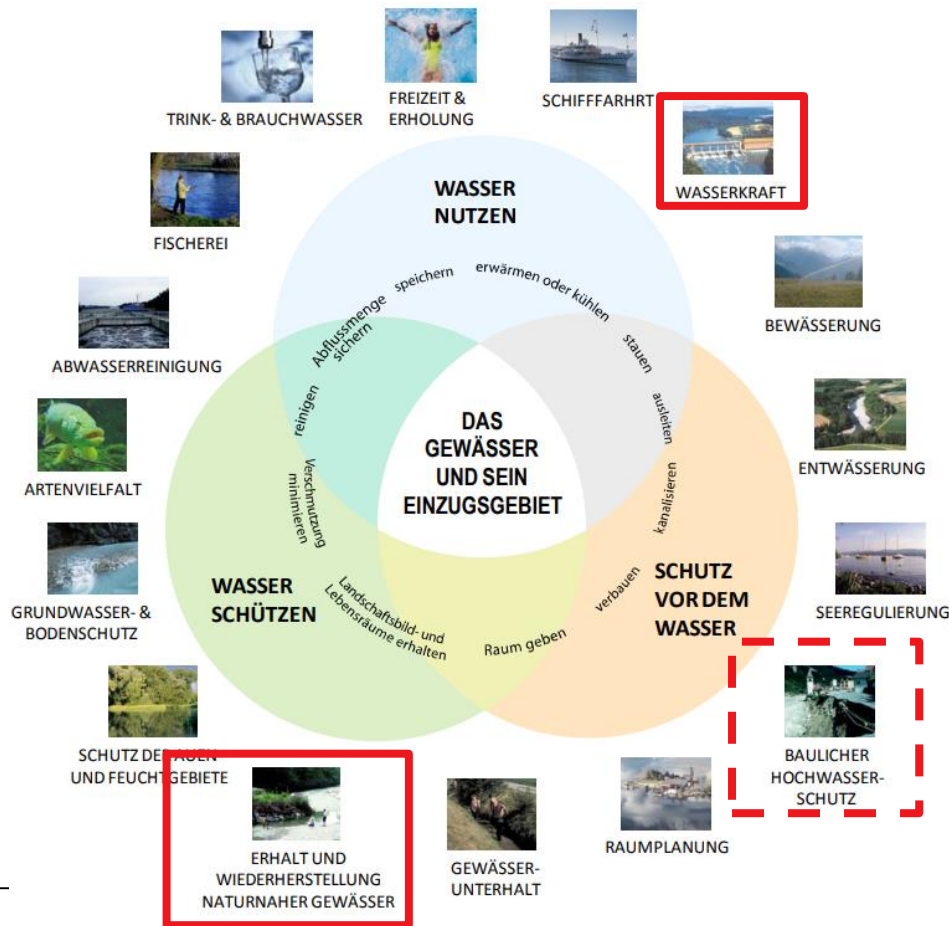 TRINK- & BRAUCHWASSER
FREIZEIT &
ERHOLUNG
SCHIFFFARHRT
WASSERKRAFT
FISCHEREI
BEWÄSSERUNG
ABWASSERREINIGUNG
ENTWÄSSERUNG
ARTENVIELFALT
SEEREGULIERUNG
GRUNDWASSER- &
BODENSCHUTZ
BAULICHER
HOCHWASSER-
SCHUTZ
SCHUTZ DER AUEN
UND FEUCHTGEBIETE
RAUMPLANUNG
ERHALT UND
WIEDERHERSTELLUNG
NATURNAHER GEWÄSSER
GEWÄSSER-
UNTERHALT
WASSER
NUTZEN
speichern
erwärmen oder kühlen
Abflussmenge
sichern
stauen
reinigen
ausleiten
DAS
GEWÄSSER
UND SEIN
EINZUGSGEBIET
Verschmutzung
minimieren
kanalisieren
WASSER
SCHÜTZEN
SCHUTZ
VOR DEM
WASSER
Landschaftsbild- und
Lebensräume erhalten
Raum geben
verbauen